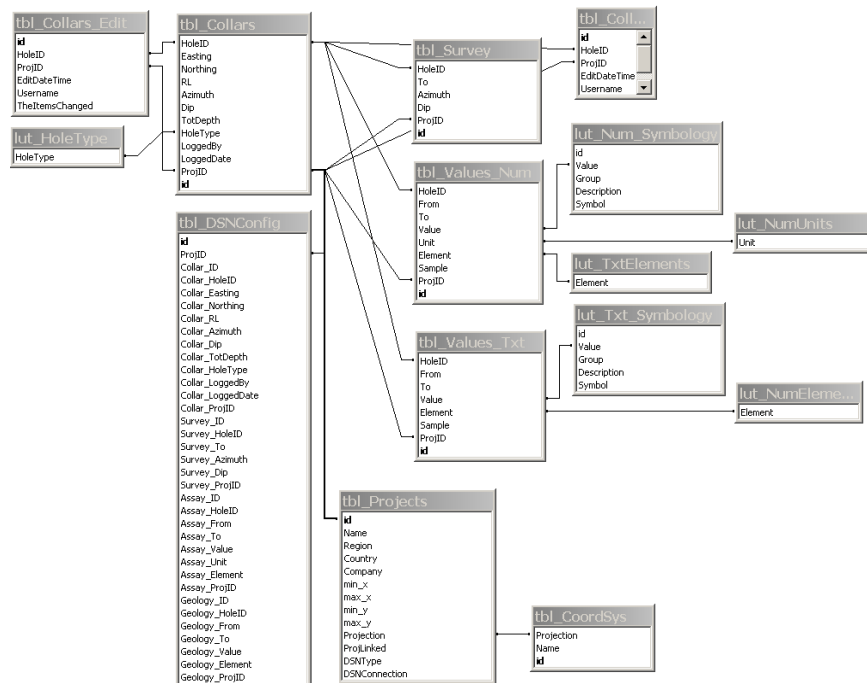 tbl_Collars_Edit
id
HoleID
ProjID
EditDateTime
Username
TheItemsChanged
lut_HoleType
HoleType
tbl_Collars
HoleID
Easting
Northing
RL
Azimuth
Dip
TotDepth
HoleType
LoggedBy
LoggedDate
ProjID
id
tbl_DSNConfig
id
ProjID
Collar_ID
Collar_HoleID
Collar_Easting
Collar_Northing
Collar_RL
Collar_Azimuth
Collar_Dip
Collar_TotDepth
Collar_HoleType
Collar_LoggedBy
Collar_LoggedDate
Collar_ProjID
Survey_ID
Survey_HoleID
Survey_To
Survey_Azimuth
Survey_Dip
Survey_ProjID
Assay_ID
Assay_HoleID
Assay_From
Assay_To
Assay_Value
Assay_Unit
Assay_Element
Assay_ProjID
Geology_ID
Geology_HoleID
Geology_From
Geology_To
Geology_Value
Geology_Element
Geology_ProjID
tbl_Survey
HoleID
To
Azimuth
Dip
ProjID
id
tbl_Coll...
id
HoleID
ProjID
EditDateTime
Username
tbl_Values_Num
HoleID
From
To
Value
Unit
Element
Sample
ProjID
id
lut_Num_Symbology
id
Value
Group
Description
Symbol
lut_NumUnits
Unit
lut_TxtElements
Element
tbl_Values_Txt
HoleID
From
To
Value
Element
Sample
ProjID
id
lut_Txt_Symbology
id
Value
Group
Description
Symbol
lut_NumEleme...
Element
tbl_Projects
id
Name
Region
Country
Company
min_x
max_x
min_y
max_y
Projection
ProjLinked
DSNType
DSNConnection
tbl_CoordSys
Projection
Name
id